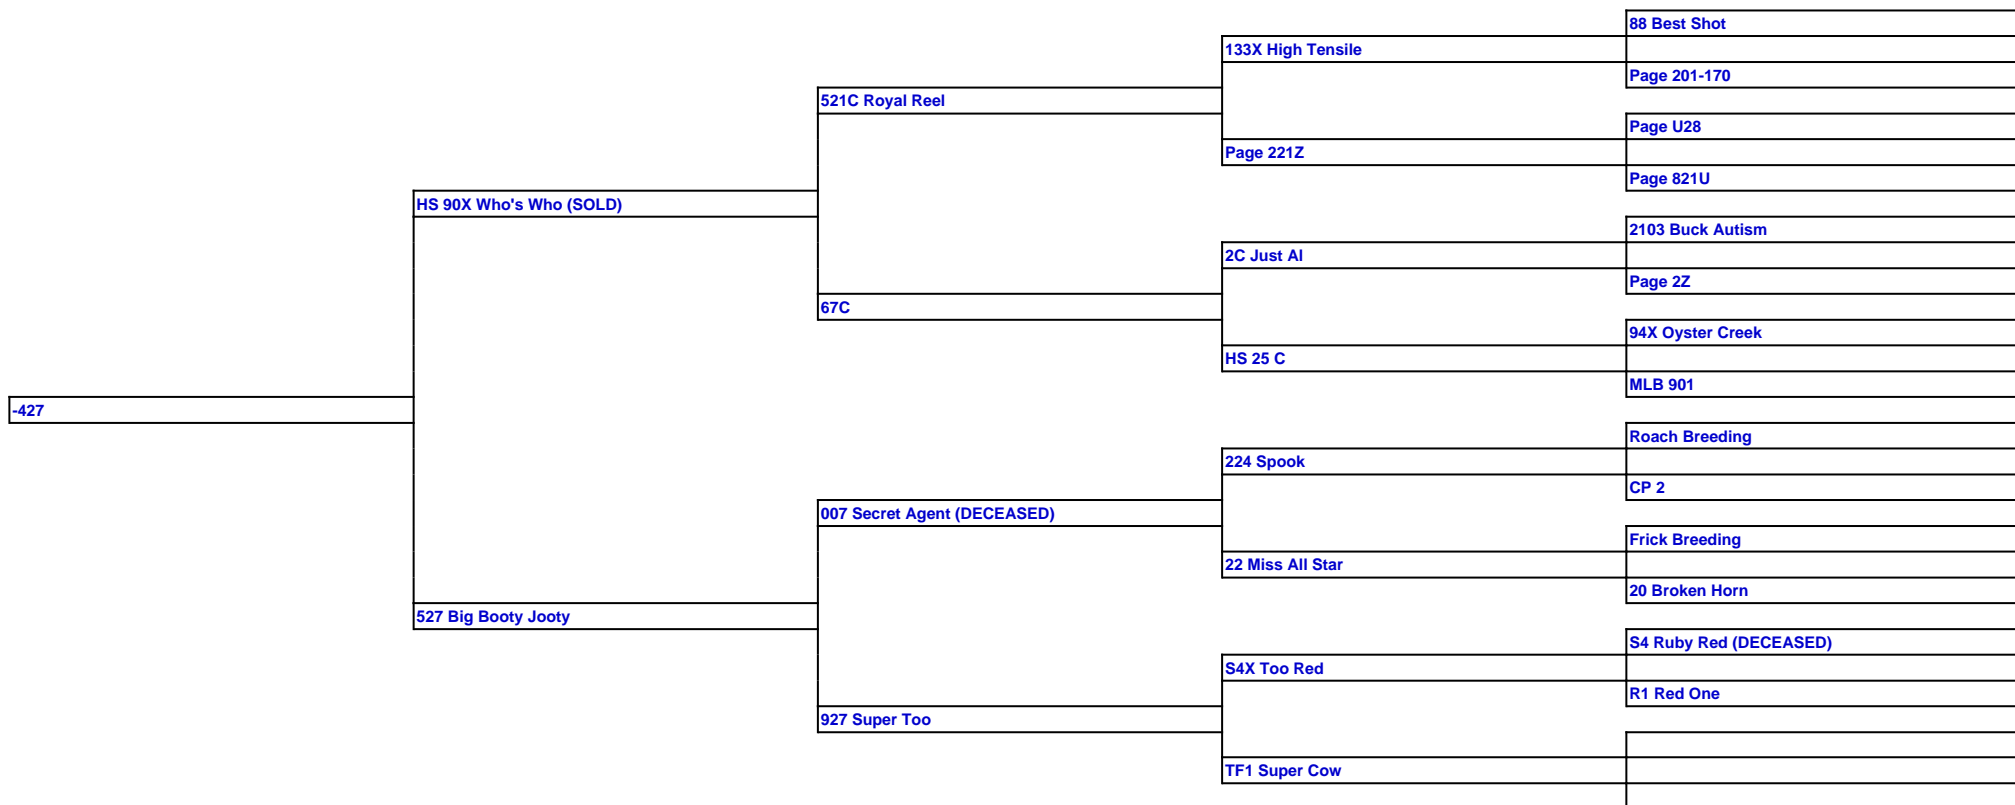 88 Best Shot
133X High Tensile
Page 201-170
521C Royal Reel
Page U28
Page 221Z
Page 821U
HS 90X Who's Who (SOLD)
2103 Buck Autism
2C Just AI
Page 2Z
67C
94X Oyster Creek
HS 25 C
MLB 901
-427
Roach Breeding
224 Spook
CP 2
007 Secret Agent (DECEASED)
Frick Breeding
22 Miss All Star
20 Broken Horn
527 Big Booty Jooty
S4 Ruby Red (DECEASED)
S4X Too Red
R1 Red One
927 Super Too
TF1 Super Cow